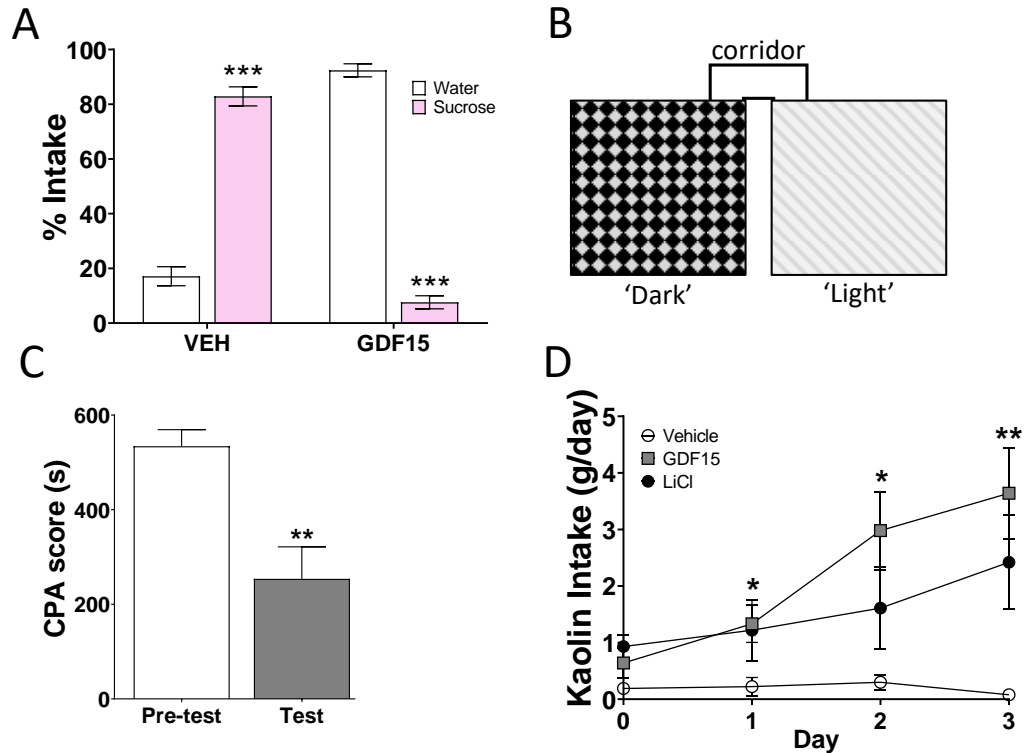 A
% Intake
100
80
60
40
20
0
***
***
Water
Sucrose
VEH
GDF15
B
corridor
'Dark'
'Light'
C
CPA score (s)
600
400
200
0
**
Pre-test
Test
D
Kaolin Intake (g/day)
5
4
3
2
1
0
Vehicle
GDF15
LiCl
*
*
**
0
1
2
3
Day